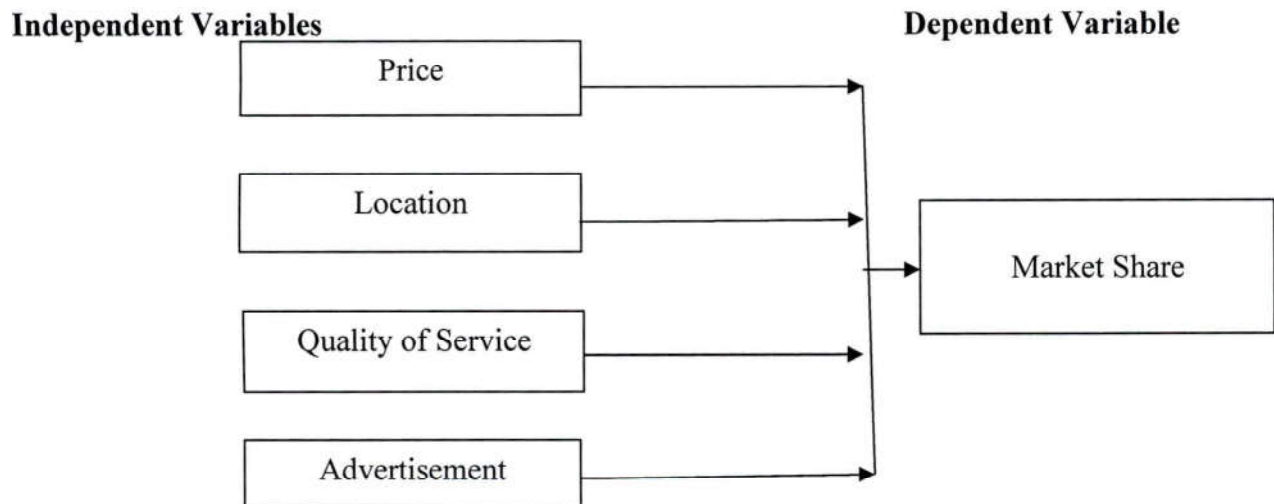 Independent Variables
Dependent Variable
Price
Location
Market Share
Quality of Service
Advertisement